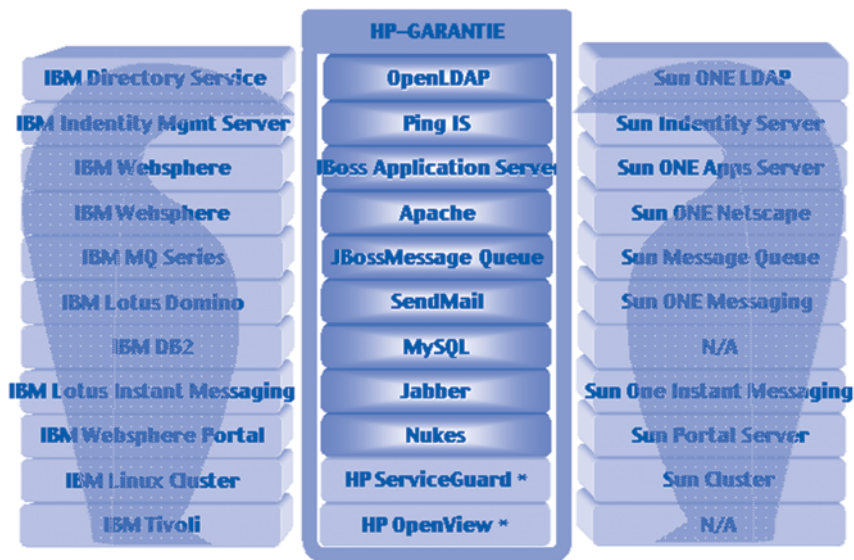 HP–GARANTIE
IBM Directory Service OpenLDAP Sun ONE LDAP
IBM Indentity Mgmt Server Ping IS Sun Indentity Server
IBM Websphere JBoss Application Server Sun ONE Apps Server
IBM Websphere Apache Sun ONE Netscape
IBM MQ Series JBossMessage Queue Sun Message Queue
IBM Lotus Domino SendMail Sun ONE Messaging
IBM DB2 MySQL N/A
IBM Lotus Instant Messaging Jabber Sun One Instant Messaging
IBM Websphere Portal Nukes Sun Portal Server
IBM Linux Cluster HP ServiceGuard * Sun Cluster
IBM Tivoli HP OpenView * N/A